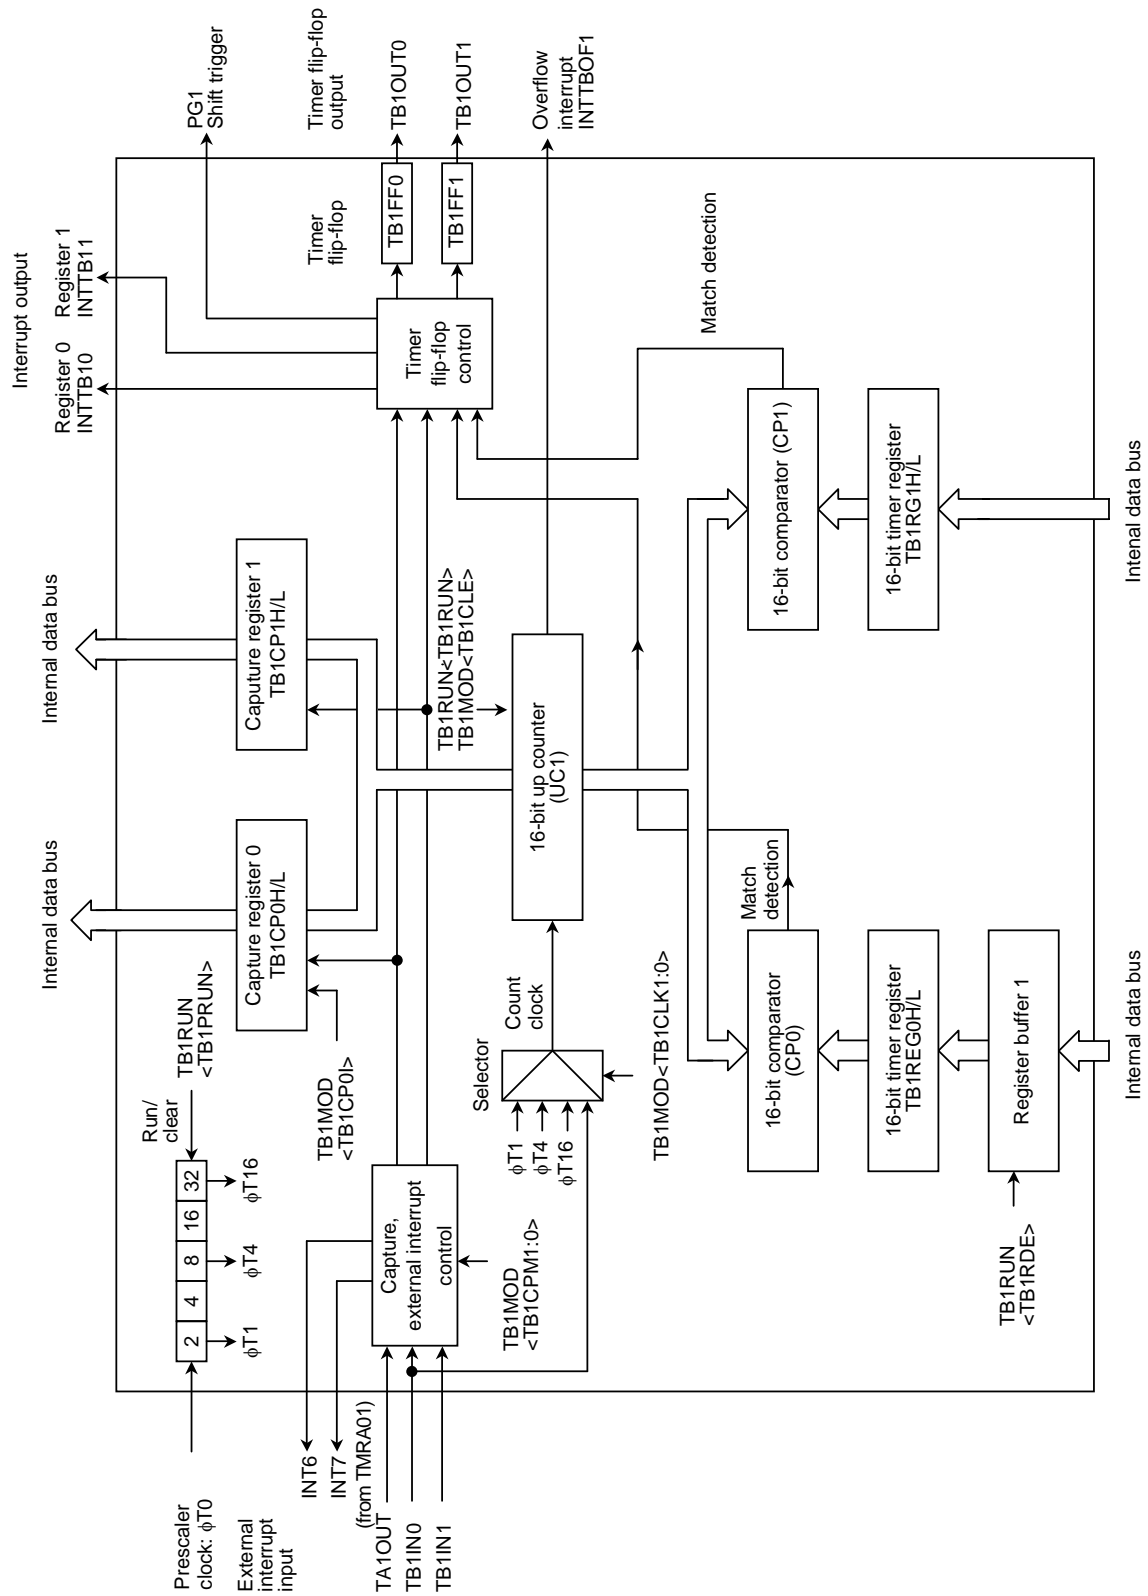 Prescaler
clock: ϕT0
2
4
8
16
32
Run/
clear
TB1RUN
<TB1PRUN>
ϕT1
ϕT4
ϕT16
External
interrupt
input
INT6
INT7
(from TMRA01)
TA1OUT
TB1IN0
TB1IN1
Capture,
external interrupt
control
TB1MOD
<TB1CPM1:0>
TB1MOD
<TB1CP0I>
Internal data bus
Capture register 0
TB1CP0H/L
Internal data bus
Caputure register 1
TB1CP1H/L
Interrupt output
Register 0
INTTB10
Register 1
INTTB11
PG1
Shift trigger
Timer
flip-flop
control
Timer
flip-flop
TB1FF0
TB1FF1
Timer flip-flop
output
TB1OUT0
TB1OUT1
Selector
ϕT1
ϕT4
ϕT16
Count
clock
TB1MOD<TB1CLK1:0>
TB1RUN<TB1RUN>
TB1MOD<TB1CLE>
16-bit up counter
(UC1)
Overflow
interrupt
INTTBOF1
Match
detection
Match detection
16-bit comparator
(CP0)
16-bit timer register
TB1REG0H/L
Register buffer 1
TB1RUN
<TB1RDE>
Internal data bus
16-bit comparator (CP1)
16-bit timer register
TB1RG1H/L
Intenal data bus